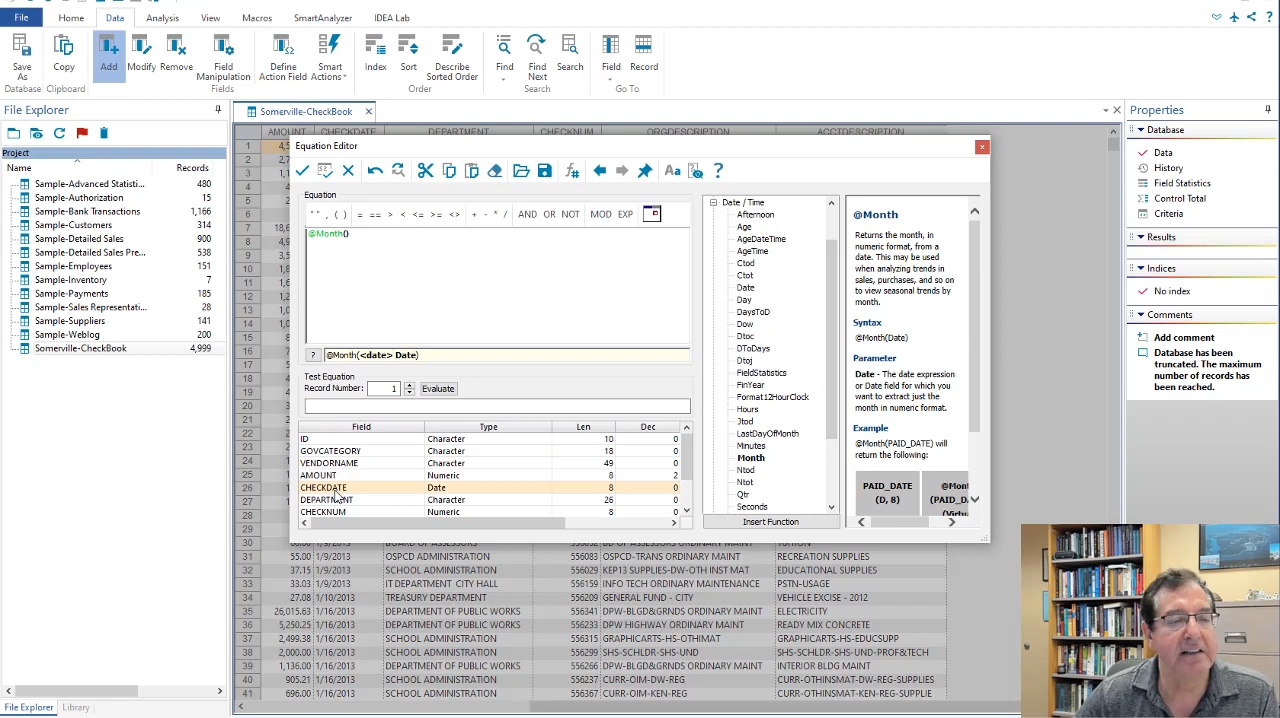 File Home Data Analysis View Macros SmartAnalyzer IDEA Lab
Save As Copy Add Modify Remove Field Manipulation Define Action Field Smart Actions Index Sort Describe Sorted Order Find Find Next Search Field Record
Database Clipboard Fields Order Search Go To
File Explorer
Project
Name Records
Sample-Advanced Statisti... 480
Sample-Authorization 15
Sample-Bank Transactions 1,166
Sample-Customers 314
Sample-Detailed Sales 900
Sample-Detailed Sales Pre... 538
Sample-Employees 151
Sample-Inventory 7
Sample-Payments 185
Sample-Sales Representati... 9
Sample-Suppliers 141
Sample-Weblog 200
Somerville-CheckBook 4,999
File Explorer Library
Somerville-CheckBook
AMOUNT CHECKDATE DEPARTMENT CHECKNUM ORGDESCRIPTION ACCTDESCRIPTION
Equation Editor
Equation
" " , ( ) = == > < <= >= <> + - * / AND OR NOT MOD EXP
@Month()
? @Month(<date> Date)
Test Equation
Record Number: 1 Evaluate
Field Type Len Dec
ID Character 10 0
GOVCATEGORY Character 18 0
VENDORNAME Character 49 0
AMOUNT Numeric 8 2
CHECKDATE Date 8 0
DEPARTMENT Character 26 0
CHECKNUM Numeric 8 0
Date / Time
Afternoon
Age
AgeDateTime
AgeTime
Ctod
Ctot
Date
Day
DaysToD
Dow
Dtoc
DToDays
Dtoj
FieldStatistics
FinYear
Format12HourClock
Hours
Jtod
LastDayOfMonth
Minutes
Month
Ntod
Ntot
Qtr
Seconds
Insert Function
@Month
Returns the month, in
numeric format, from a
date. This may be used
when analyzing trends in
sales, purchases, and so on
to view seasonal trends by
month.
Syntax
@Month(Date)
Parameter
Date - The date expression
or Date field for which you
want to extract just the
month in numeric format.
Example
@Month(PAID_DATE) will
return the following:
PAID_DATE
(D, 8)
(PAID_DA
(Virtua
55.00 1/9/2013 OSPCD ADMINISTRATION 556083 OSPCD-TRANS ORDINARY MAINT RECREATION SUPPLIES
37.15 1/9/2013 SCHOOL ADMINISTRATION 556029 KEP13 SUPPLIES-DW-OTH INST MAT EDUCATIONAL SUPPLIES
33.03 1/10/2013 IT DEPARTMENT CITY HALL 556167 INFO TECH ORDINARY MAINTENANCE PSTN-USAGE
27.08 1/10/2013 TREASURY DEPARTMENT 556209 GENERAL FUND - CITY VEHICLE EXCISE - 2012
26,015.63 1/16/2013 DEPARTMENT OF PUBLIC WORKS 556341 DPW-BLGD&GRNDS ORDINARY MAINT ELECTRICITY
5,250.25 1/16/2013 DEPARTMENT OF PUBLIC WORKS 556234 DPW HIGHWAY ORDINARY MAINT READY MIX CONCRETE
2,499.38 1/16/2013 SCHOOL ADMINISTRATION 556315 GRAPHICARTS-HS-OTHIMAT GRAPHICARTS-HS-EDUCSUPP
2,000.00 1/16/2013 SCHOOL ADMINISTRATION 556293 SHS-SCHLDR-SHS-UND SHS-SCHLDR-SHS-UND-PROF&TECH
1,136.00 1/16/2013 DEPARTMENT OF PUBLIC WORKS 556266 DPW-BLGD&GRNDS ORDINARY MAINT INTERIOR BLDG MAINT
905.21 1/16/2013 SCHOOL ADMINISTRATION CURR-OTH-DW-REG CURR-OTHINSMAT-DW-REG-SUPPLIES
696.00 1/16/2013 SCHOOL ADMINISTRATION CURR-OTHINSMAT-KEN-REG-SUPPLIE
Properties
Database
Data
History
Field Statistics
Control Total
Criteria
Results
Indices
No index
Comments
Add comment
Database has been
truncated. The maximum
number of records has
been reached.